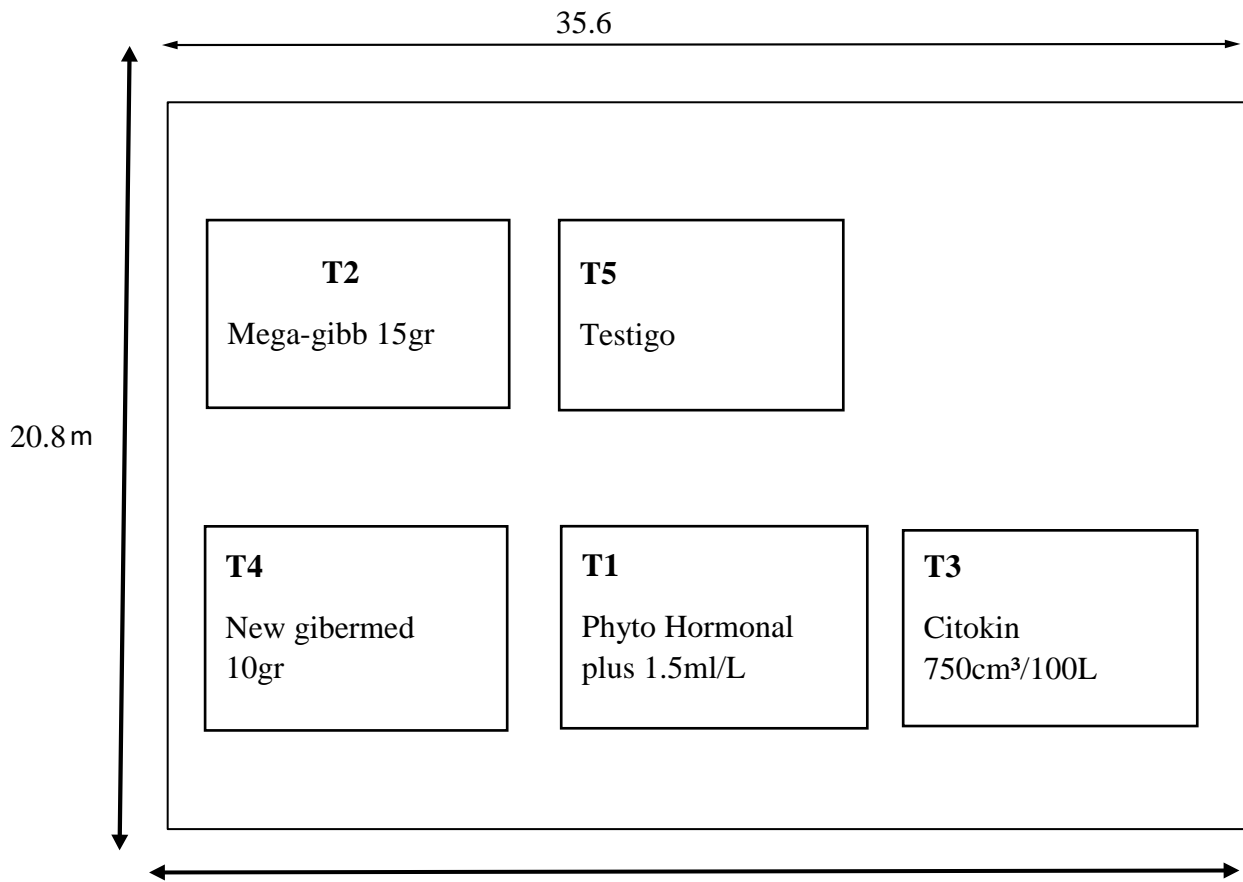 35.6
T2
Mega-gibb 15gr
T5
Testigo
20.8 m
T4
New gibermed
10gr
T1
Phyto Hormonal
plus 1.5ml/L
T3
Citokin
750cm³/100L